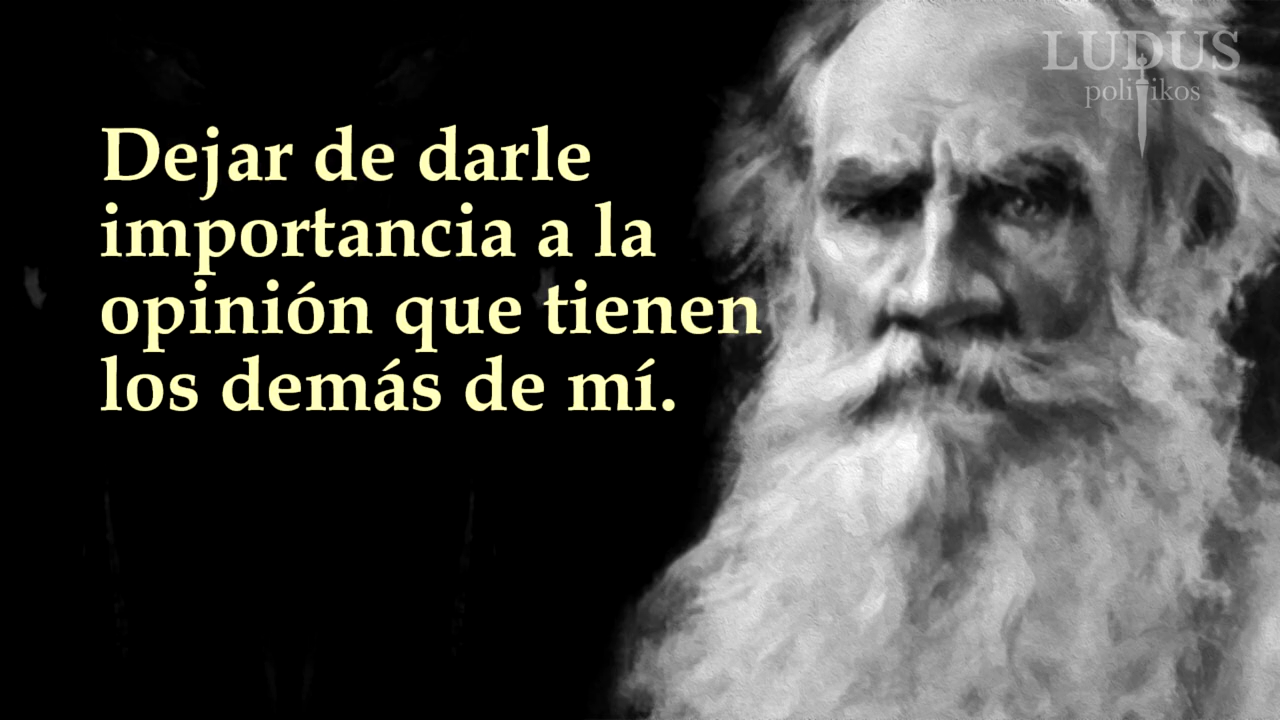 Dejar de darle
importancia a la
opinión que tienen
los demás de mí.
LUDUS
politikos